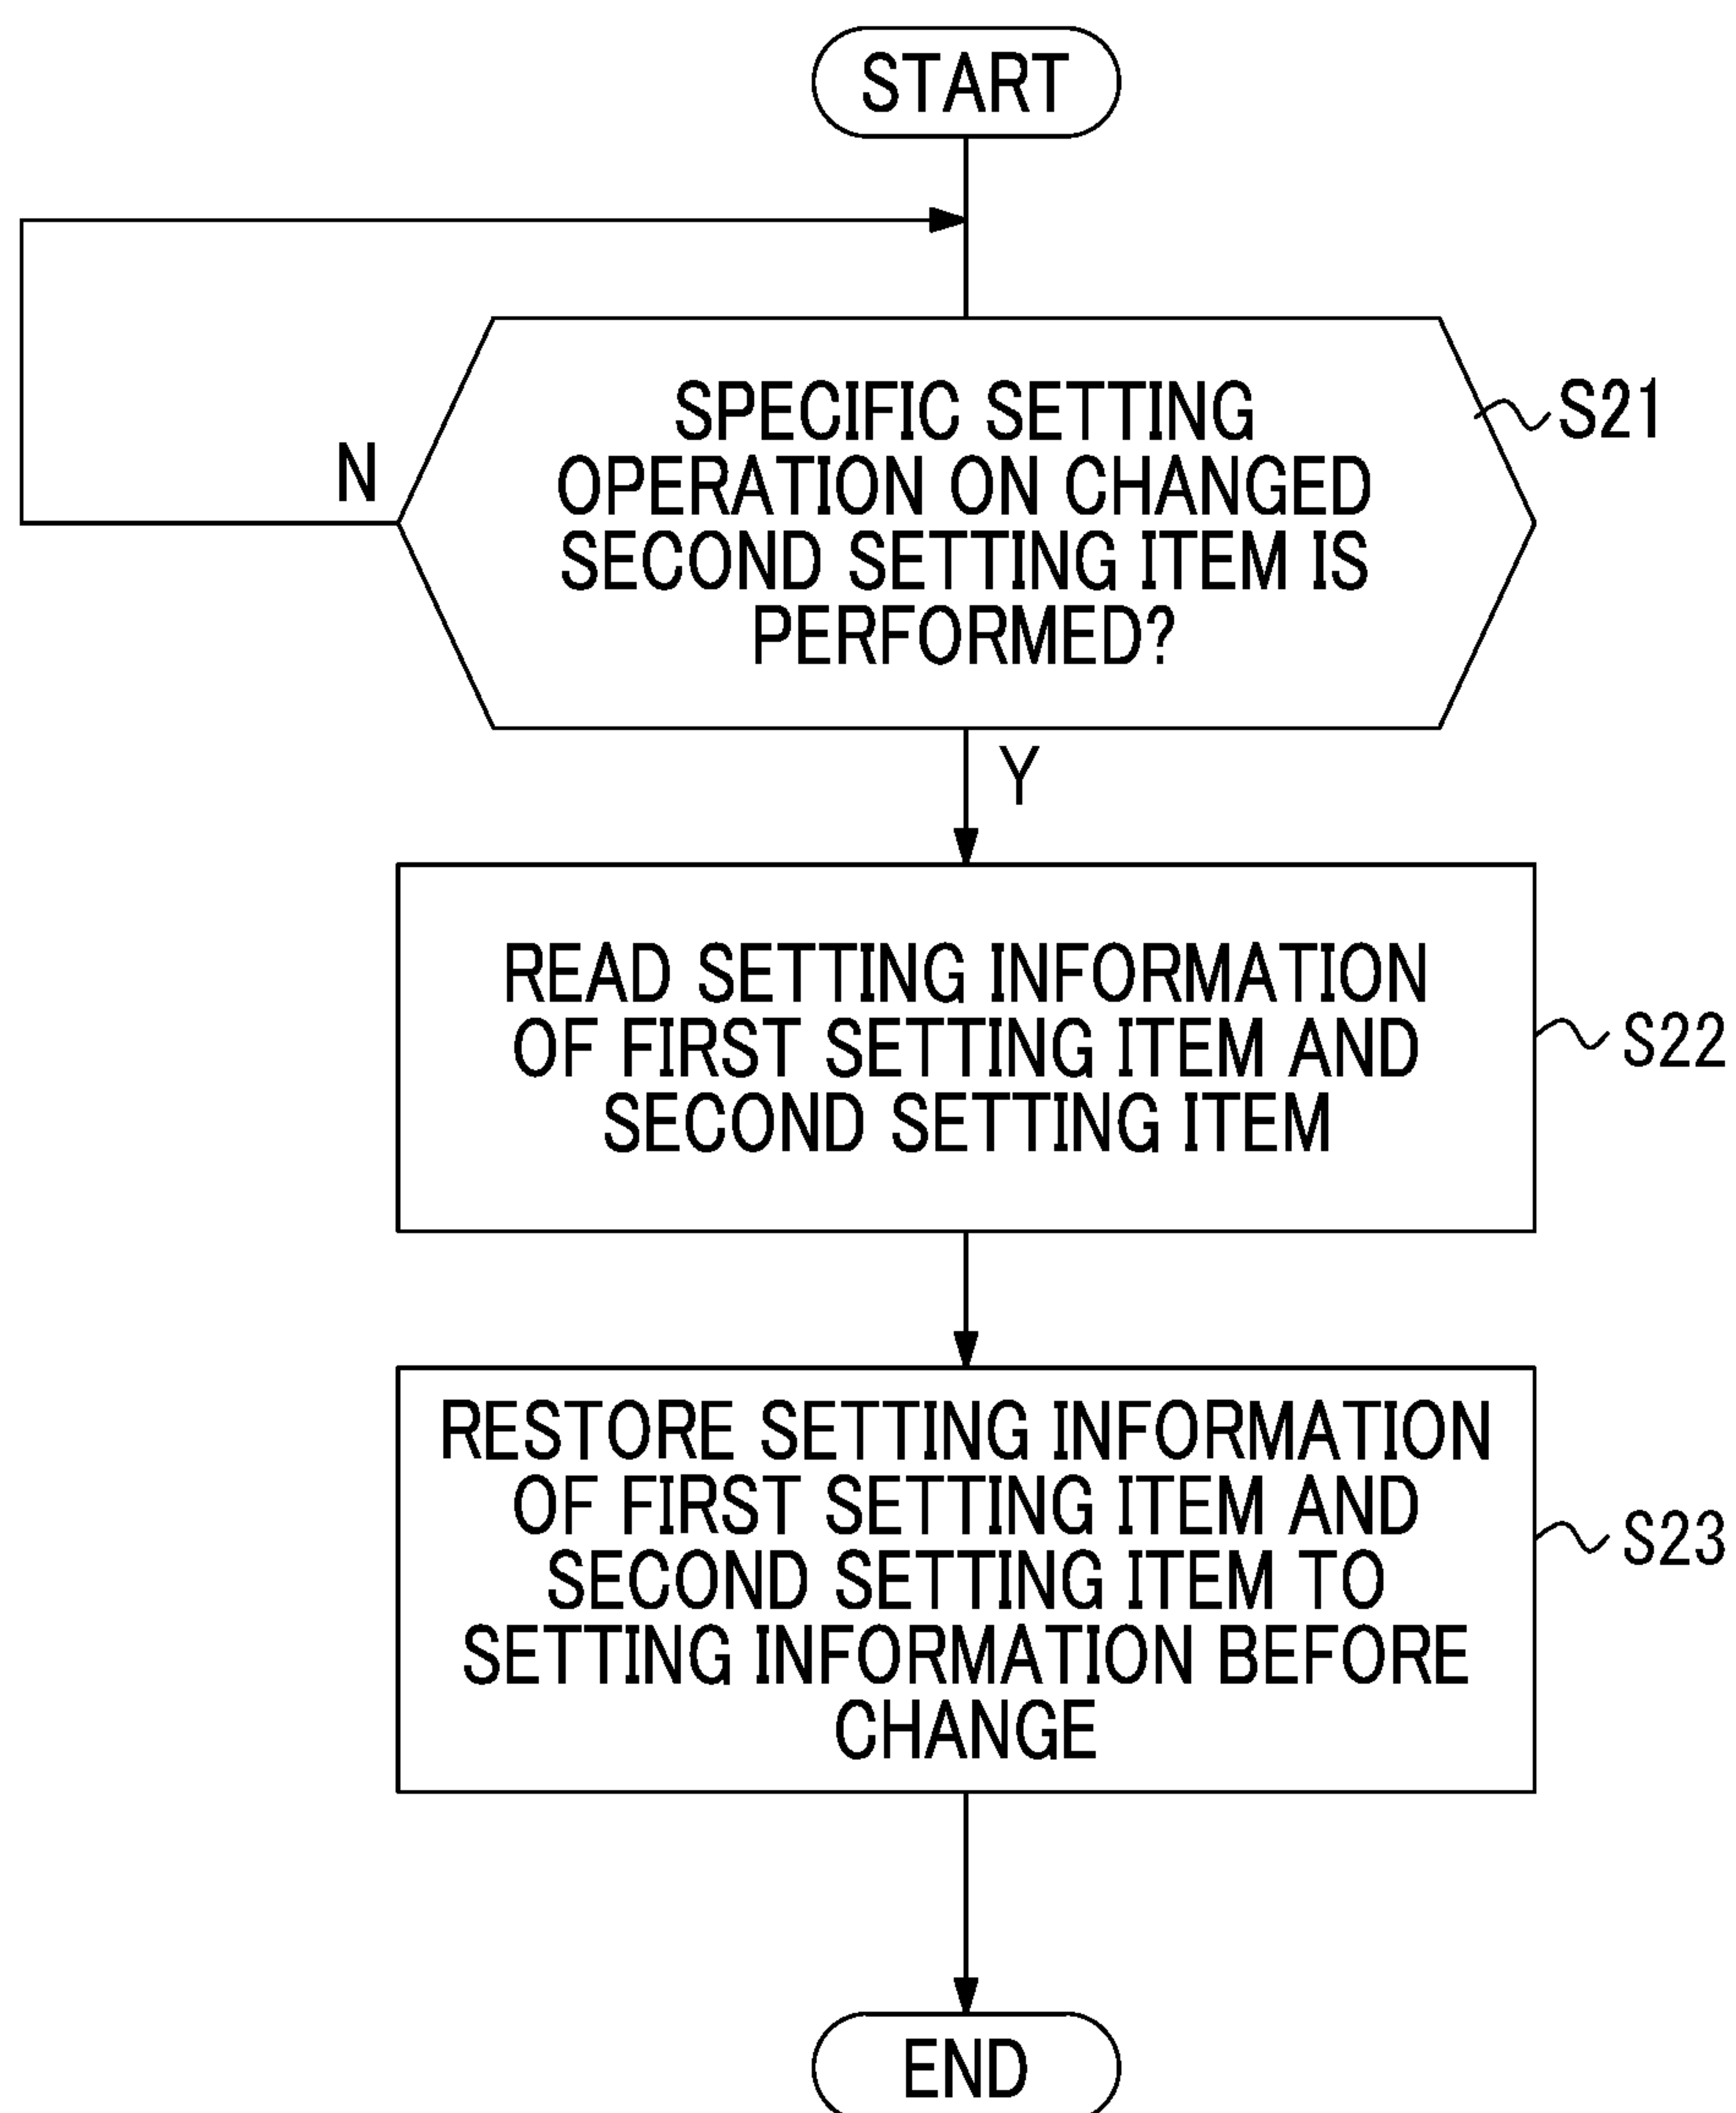 START
SPECIFIC SETTING
OPERATION ON CHANGED
SECOND SETTING ITEM IS
PERFORMED?
S21
N
Y
READ SETTING INFORMATION
OF FIRST SETTING ITEM AND
SECOND SETTING ITEM
S22
RESTORE SETTING INFORMATION
OF FIRST SETTING ITEM AND
SECOND SETTING ITEM TO
SETTING INFORMATION BEFORE
CHANGE
S23
END